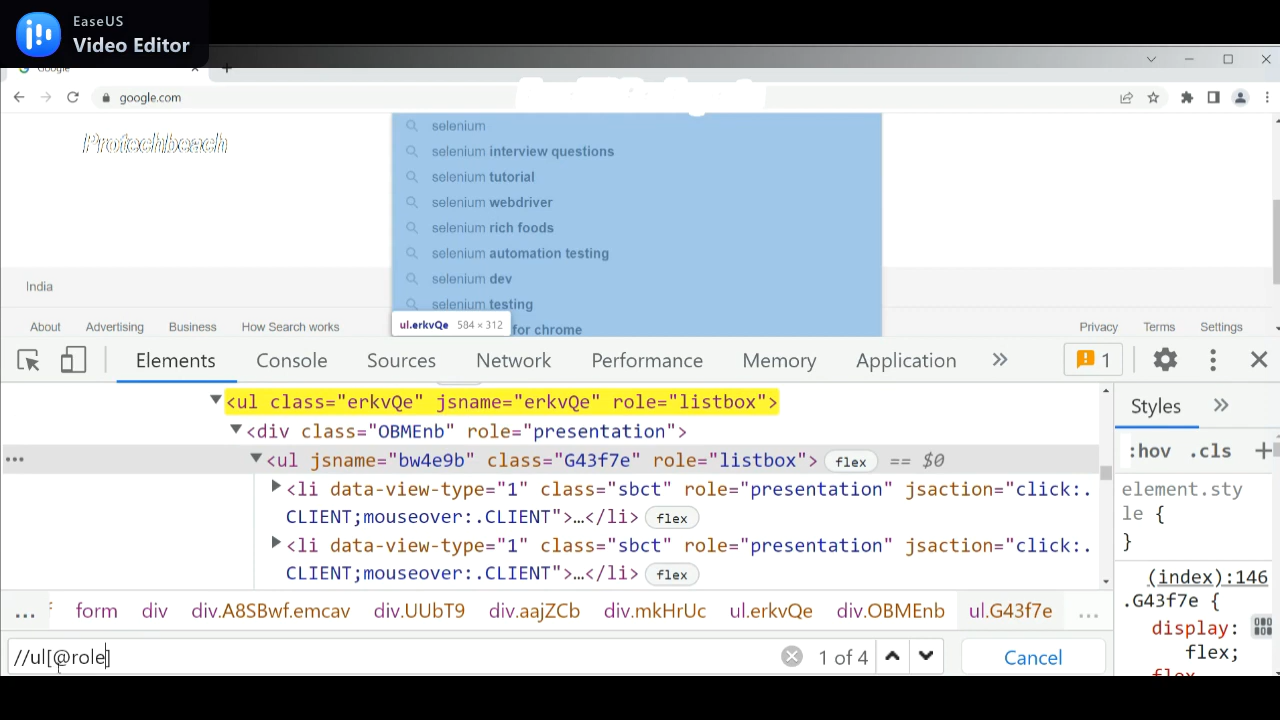 EaseUS
Video Editor
Google
google.com
Protechbeach
selenium
selenium interview questions
selenium tutorial
selenium webdriver
selenium rich foods
selenium automation testing
selenium dev
selenium testing
for chrome
India
About Advertising Business How Search works Privacy Terms Settings
ul.erkvQe 584 × 312
Elements Console Sources Network Performance Memory Application 1
<ul class="erkvQe" jsname="erkvQe" role="listbox">
<div class="OBMEnb" role="presentation">
<ul jsname="bw4e9b" class="G43f7e" role="listbox"> flex == $0
<li data-view-type="1" class="sbct" role="presentation" jsaction="click:.
CLIENT;mouseover:.CLIENT">…</li> flex
<li data-view-type="1" class="sbct" role="presentation" jsaction="click:.
CLIENT;mouseover:.CLIENT">…</li> flex
... form div div.A8SBwf.emcav div.UUbT9 div.aajZCb div.mkHrUc ul.erkvQe div.OBMEnb ul.G43f7e ...
//ul[@role] 1 of 4 Cancel
Styles
:hov .cls +
element.sty
le {
}
(index):146
.G43f7e {
display:
flex;